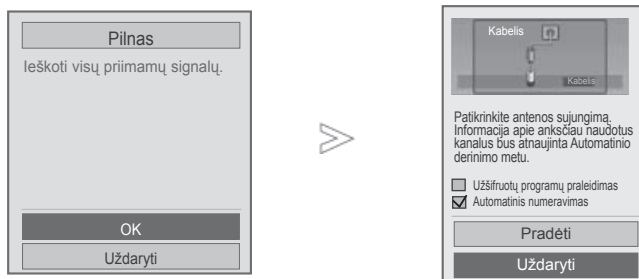 Pilnas
Ieškoti visų priimamų signalų.
OK
Uždaryti
Kabelis
Kabelis
Patikrinkite antenos sujungimą.
Informacija apie anksčiau naudotus
kanalus bus atnaujinta Automatinio
derinimo metu.
Užšifruotų programų praleidimas
Automatinis numeravimas
Pradėti
Uždaryti